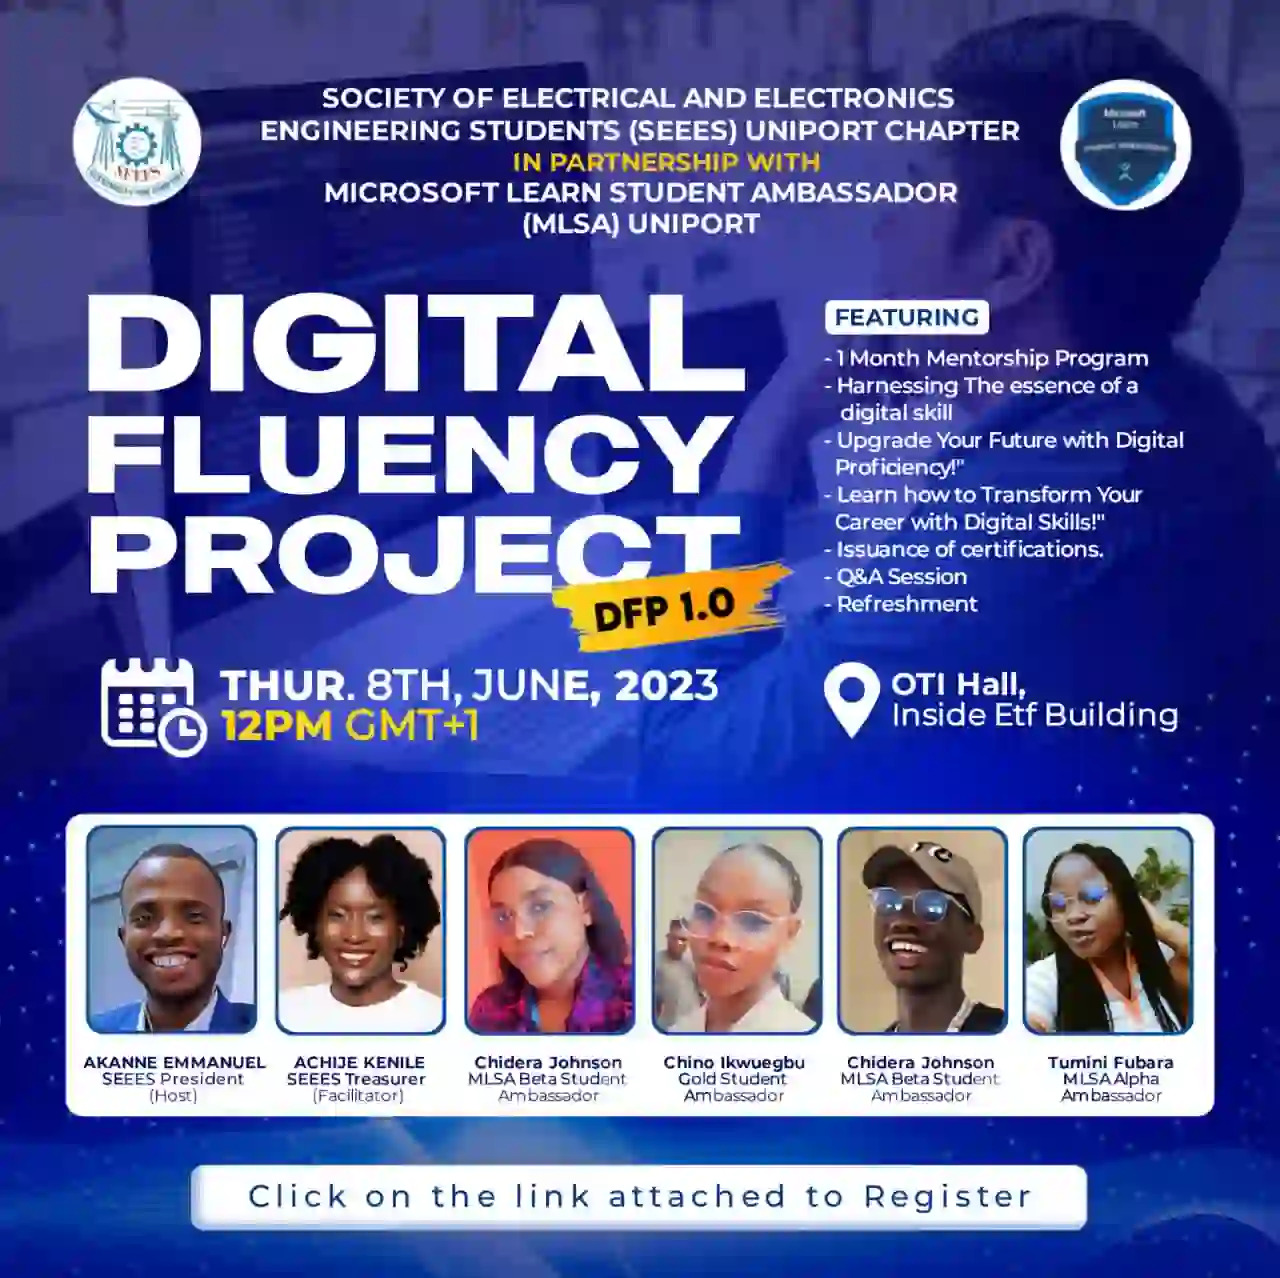 SOCIETY OF ELECTRICAL AND ELECTRONICS
ENGINEERING STUDENTS (SEEES) UNIPORT CHAPTER
IN PARTNERSHIP WITH
MICROSOFT LEARN STUDENT AMBASSADOR
(MLSA) UNIPORT
Microsoft
Learn
DIGITAL
FLUENCY
PROJECT
DFP 1.0
FEATURING
- 1 Month Mentorship Program
- Harnessing The essence of a
digital skill
- Upgrade Your Future with Digital
Proficiency!"
- Learn how to Transform Your
Career with Digital Skills!"
- Issuance of certifications.
- Q&A Session
- Refreshment
THUR. 8TH, JUNE, 2023
12PM GMT+1
OTI Hall,
Inside Etf Building
AKANNE EMMANUEL
SEEES President
(Host)
ACHIJE KENILE
SEEES Treasurer
(Facilitator)
Chidera Johnson
MLSA Beta Student
Ambassador
Chino Ikwuegbu
Gold Student
Ambassador
Chidera Johnson
MLSA Beta Student
Ambassador
Tumini Fubara
MLSA Alpha
Ambassador
Click on the link attached to Register